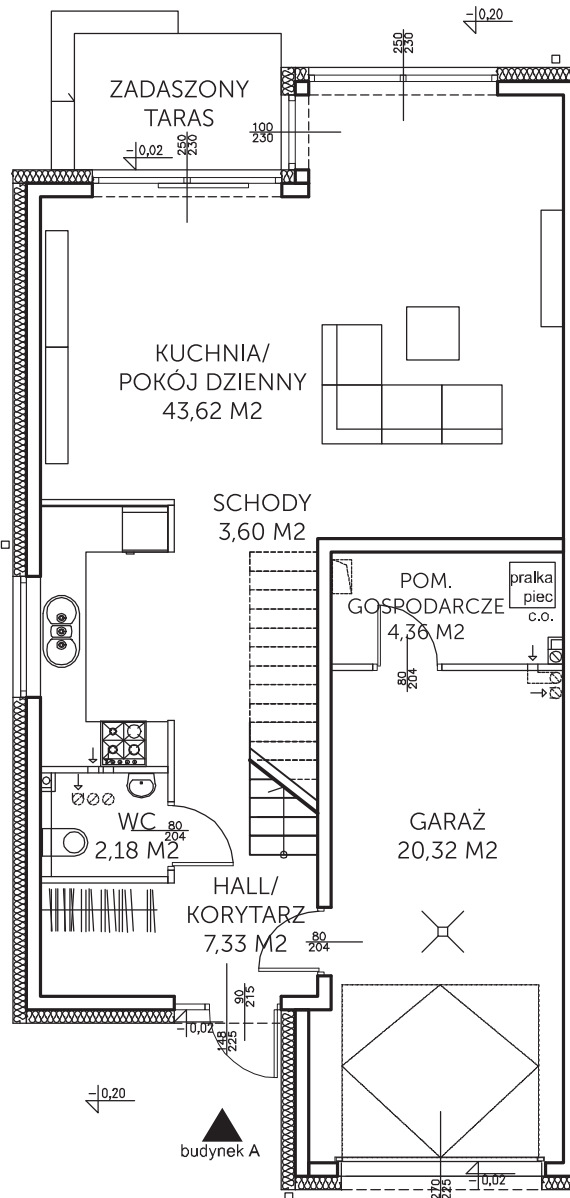 -0,20
250
230
ZADASZONY
TARAS
100
230
250
230
-0,02
KUCHNIA/
POKÓJ DZIENNY
43,62 M2
SCHODY
3,60 M2
POM.
GOSPODARCZE
4,36 M2
pralka
piec
c.o.
80
204
WC
2,18 M2
80
204
GARAŻ
20,32 M2
HALL/
KORYTARZ
7,33 M2
80
204
90
215
148
225
-0,02
-0,20
budynek A
270
225
-0,02